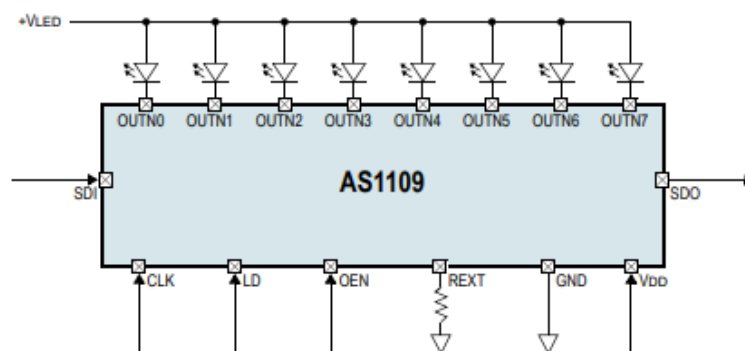 +VLED
OUTN0 OUTN1 OUTN2 OUTN3 OUTN4 OUTN5 OUTN6 OUTN7
AS1109
SDI SDO
CLK LD OEN REXT GND VDD